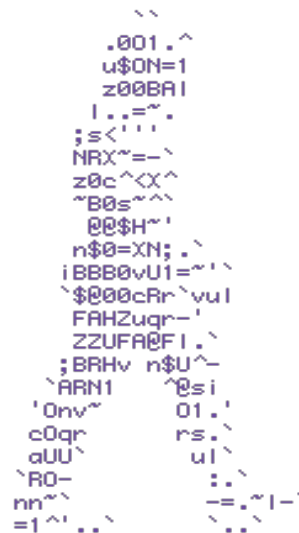 ``
.0O1.^
u$ON=1
z00BAl
l..=~.
;s<'''
NRX~=-`
z0c^<X^
~B0s~^`
@@$H~'
n$0=XN;.`
iBBB0vU1=~'`
`$@00cRr`vul
FAHZuqr-'
ZZUFA@Fl.`
;BRHv n$U^-
`ARN1 ^@si
'Onv~ O1.'
cOqr rs.`
aUU` ul`
`RO- :.`
nn~` -=.~l-`
=1^'..` `..`